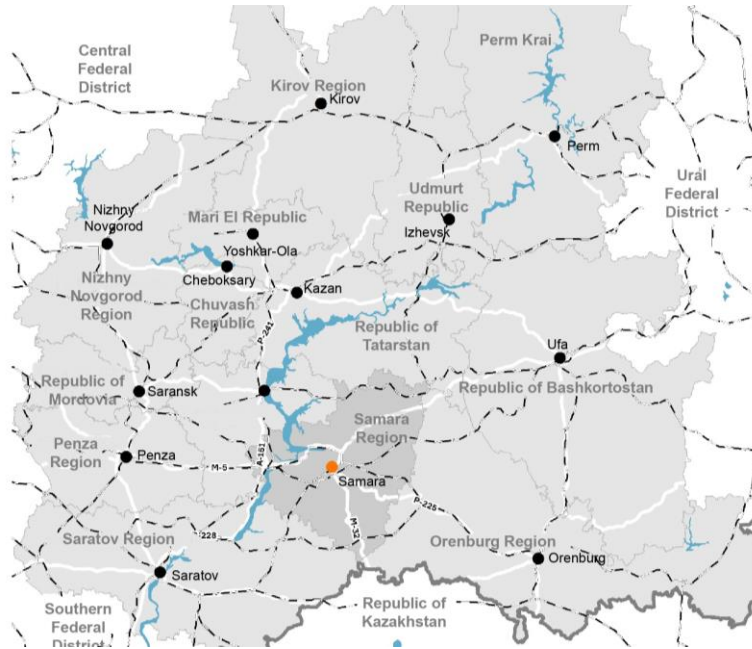 Perm Krai
Central
Federal
District
Kirov Region
Kirov
Perm
Ural
Federal
District
Udmurt
Republic
Izhevsk
Nizhny
Novgorod
Mari El Republic
Yoshkar-Ola
Cheboksary
Nizhny
Novgorod
Region
Chuvash
Republic
Kazan
P-241
Republic of
Tatarstan
Ufa
Republic of
Mordovia
Saransk
Republic of Bashkortostan
Samara
Region
Penza
Region
Penza
M-5
A-151
Samara
P-225
M-32
Saratov Region
228
Orenburg Region
Orenburg
Saratov
Southern
Federal
District
Republic of
Kazakhstan